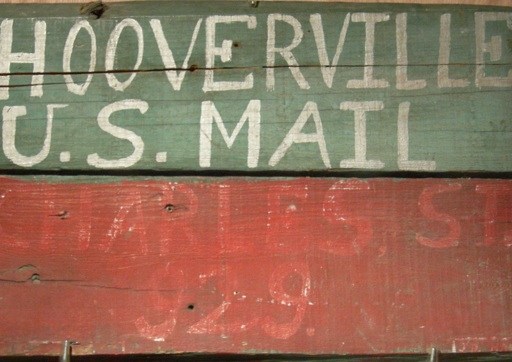 HOOVERVILLE
U.S. MAIL
CHARLES, ST
929